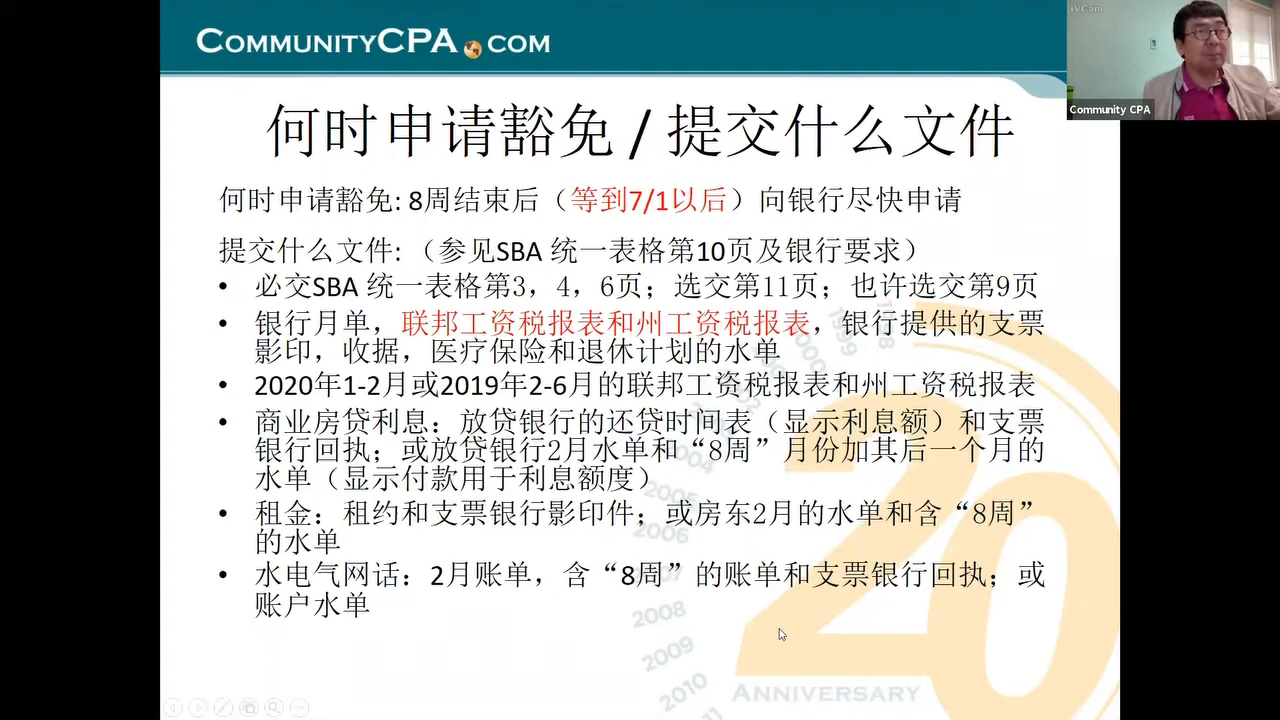 COMMUNITYCPA.COM
iVCam
Community CPA
何时申请豁免 / 提交什么文件
何时申请豁免: 8周结束后（等到7/1以后）向银行尽快申请
提交什么文件: （参见SBA 统一表格第10页及银行要求）
• 必交SBA 统一表格第3，4，6页；选交第11页；也许选交第9页
• 银行月单，联邦工资税报表和州工资税报表，银行提供的支票
影印，收据，医疗保险和退休计划的水单
• 2020年1-2月或2019年2-6月的联邦工资税报表和州工资税报表
• 商业房贷利息：放贷银行的还贷时间表（显示利息额）和支票
银行回执；或放贷银行2月水单和“8周”月份加其后一个月的
水单（显示付款用于利息额度）
• 租金：租约和支票银行影印件；或房东2月的水单和含“8周”
的水单
• 水电气网话：2月账单，含“8周”的账单和支票银行回执；或
账户水单
1998
1999
2000
2002
2004
2005
2006
2008
2009
2010
20
ANNIVERSARY